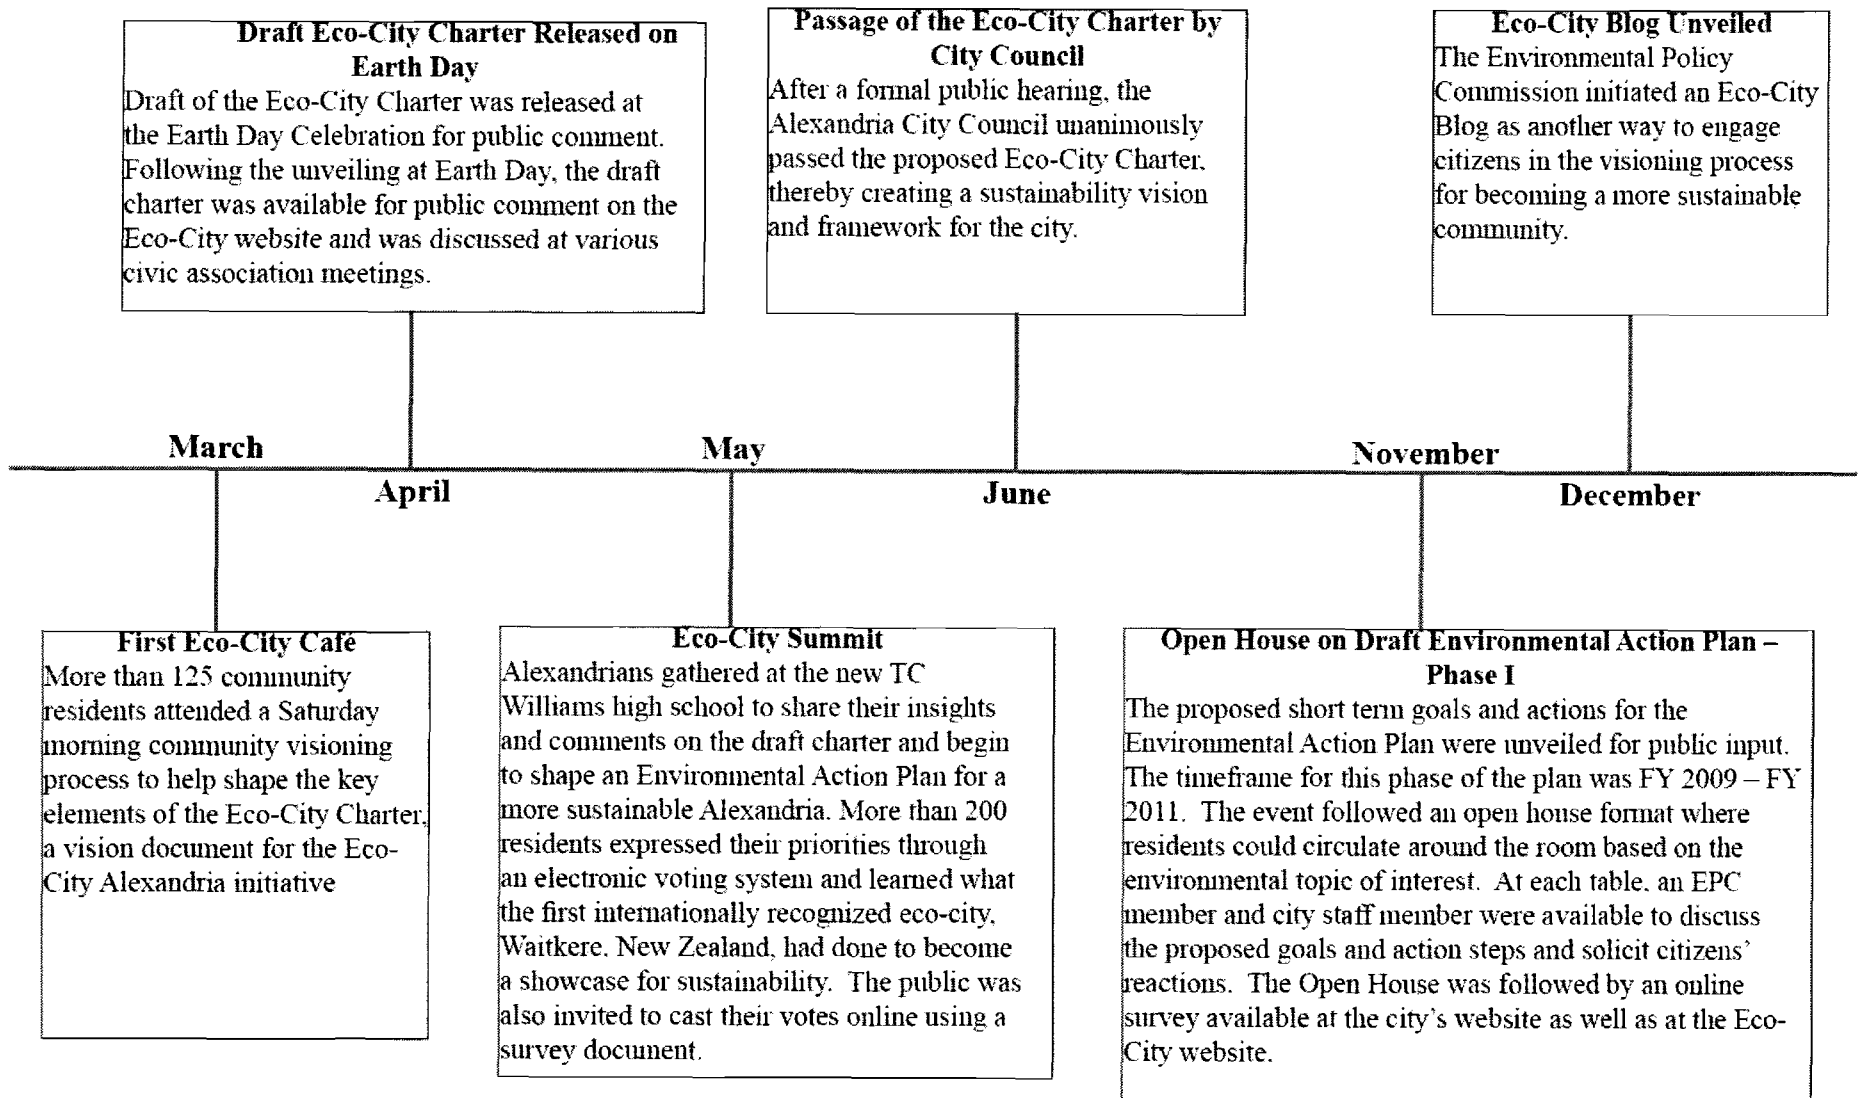 Draft Eco-City Charter Released on
Earth Day
Draft of the Eco-City Charter was released at
the Earth Day Celebration for public comment.
Following the unveiling at Earth Day, the draft
charter was available for public comment on the
Eco-City website and was discussed at various
civic association meetings.
Passage of the Eco-City Charter by
City Council
After a formal public hearing, the
Alexandria City Council unanimously
passed the proposed Eco-City Charter,
thereby creating a sustainability vision
and framework for the city.
Eco-City Blog Unveiled
The Environmental Policy
Commission initiated an Eco-City
Blog as another way to engage
citizens in the visioning process
for becoming a more sustainable
community.
March
April
May
June
November
December
First Eco-City Café
More than 125 community
residents attended a Saturday
morning community visioning
process to help shape the key
elements of the Eco-City Charter,
a vision document for the Eco-
City Alexandria initiative
Eco-City Summit
Alexandrians gathered at the new TC
Williams high school to share their insights
and comments on the draft charter and begin
to shape an Environmental Action Plan for a
more sustainable Alexandria. More than 200
residents expressed their priorities through
an electronic voting system and learned what
the first internationally recognized eco-city,
Waitkere, New Zealand, had done to become
a showcase for sustainability.  The public was
also invited to cast their votes online using a
survey document.
Open House on Draft Environmental Action Plan –
Phase I
The proposed short term goals and actions for the
Environmental Action Plan were unveiled for public input.
The timeframe for this phase of the plan was FY 2009 – FY
2011.  The event followed an open house format where
residents could circulate around the room based on the
environmental topic of interest.  At each table, an EPC
member and city staff member were available to discuss
the proposed goals and action steps and solicit citizens’
reactions.  The Open House was followed by an online
survey available at the city’s website as well as at the Eco-
City website.